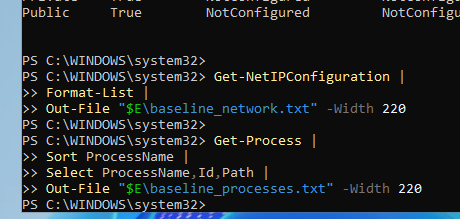 Public True NotConfigured NotConfigu
PS C:\WINDOWS\system32>
PS C:\WINDOWS\system32> Get-NetIPConfiguration |
>> Format-List |
>> Out-File "$E\baseline_network.txt" -Width 220
PS C:\WINDOWS\system32>
PS C:\WINDOWS\system32> Get-Process |
>> Sort ProcessName |
>> Select ProcessName,Id,Path |
>> Out-File "$E\baseline_processes.txt" -Width 220
PS C:\WINDOWS\system32>